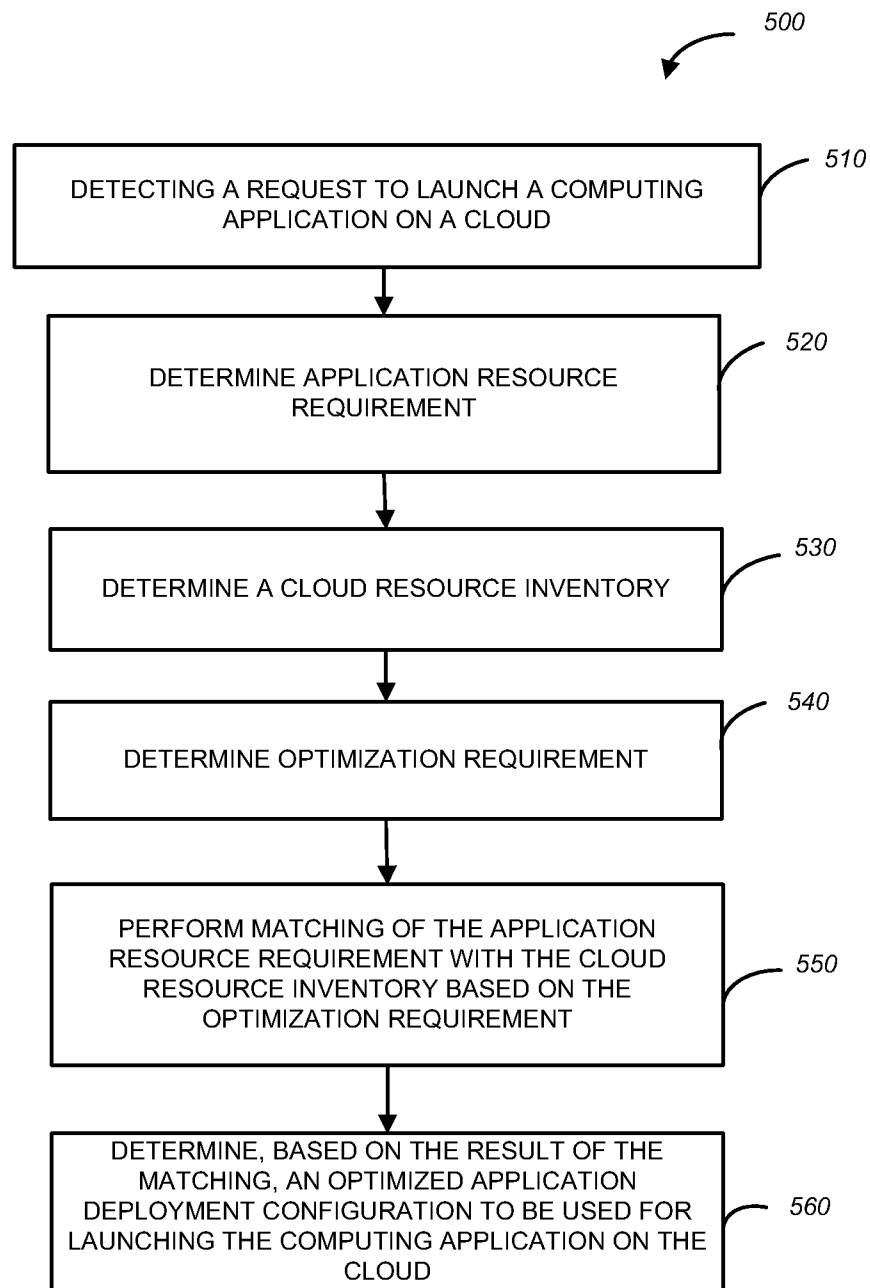 500
DETECTING A REQUEST TO LAUNCH A COMPUTING
APPLICATION ON A CLOUD
510
DETERMINE APPLICATION RESOURCE
REQUIREMENT
520
DETERMINE A CLOUD RESOURCE INVENTORY
530
DETERMINE OPTIMIZATION REQUIREMENT
540
PERFORM MATCHING OF THE APPLICATION
RESOURCE REQUIREMENT WITH THE CLOUD
RESOURCE INVENTORY BASED ON THE
OPTIMIZATION REQUIREMENT
550
DETERMINE, BASED ON THE RESULT OF THE
MATCHING, AN OPTIMIZED APPLICATION
DEPLOYMENT CONFIGURATION TO BE USED FOR
LAUNCHING THE COMPUTING APPLICATION ON THE
CLOUD
560